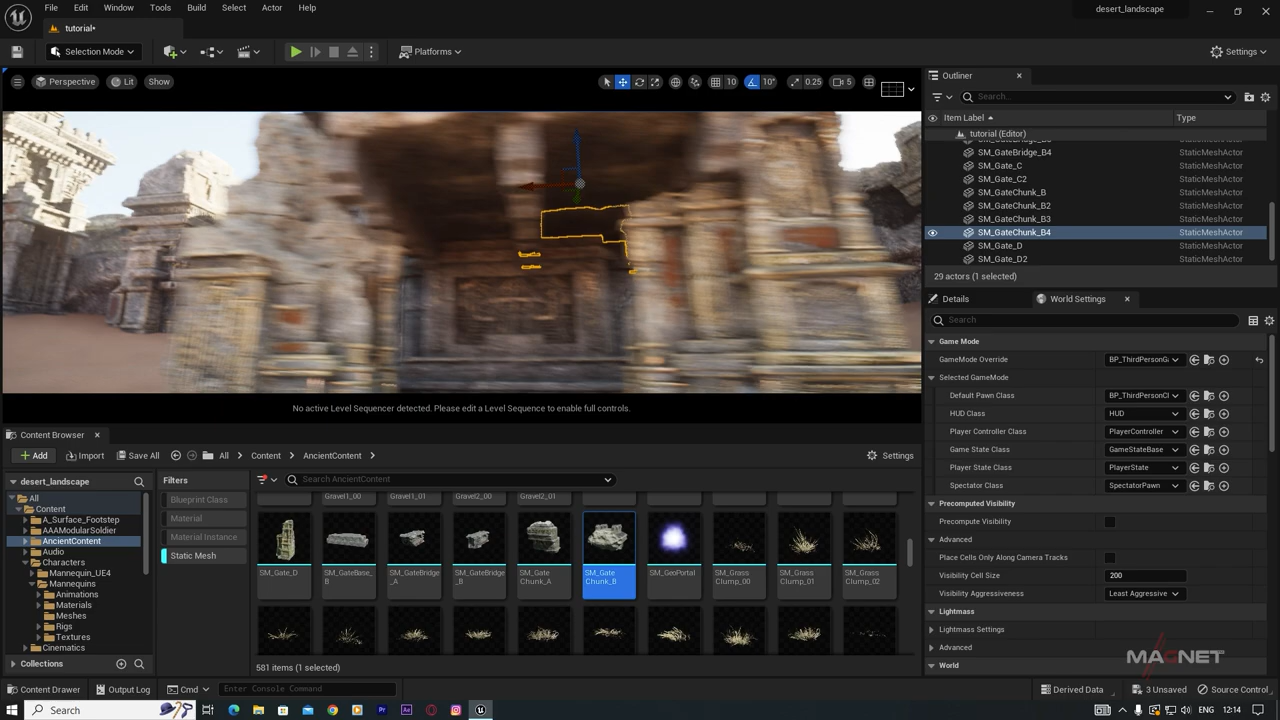 File Edit Window Tools Build Select Actor Help
desert_landscape
tutorial*
Selection Mode
Platforms
Settings
Perspective Lit Show
10 10° 0.25 5
No active Level Sequencer detected. Please edit a Level Sequence to enable full controls.
Outliner
Search...
Item Label Type
tutorial (Editor)
SM_GateBridge_B4 StaticMeshActor
SM_Gate_C StaticMeshActor
SM_Gate_C2 StaticMeshActor
SM_GateChunk_B StaticMeshActor
SM_GateChunk_B2 StaticMeshActor
SM_GateChunk_B3 StaticMeshActor
SM_GateChunk_B4 StaticMeshActor
SM_Gate_D StaticMeshActor
SM_Gate_D2 StaticMeshActor
29 actors (1 selected)
Details World Settings
Search
Game Mode
GameMode Override BP_ThirdPersonGa
Selected GameMode
Default Pawn Class BP_ThirdPersonCl
HUD Class HUD
Player Controller Class PlayerController
Game State Class GameStateBase
Player State Class PlayerState
Spectator Class SpectatorPawn
Precomputed Visibility
Precompute Visibility
Advanced
Place Cells Only Along Camera Tracks
Visibility Cell Size 200
Visibility Aggressiveness Least Aggressive
Lightmass
Lightmass Settings
Advanced
World
MAGNET
Content Browser
Add Import Save All All Content AncientContent Settings
desert_landscape
All
Content
A_Surface_Footstep
AAAModularSoldier
AncientContent
Audio
Characters
Mannequin_UE4
Mannequins
Animations
Materials
Meshes
Rigs
Textures
Cinematics
Collections
Filters
Blueprint Class
Material
Material Instance
Static Mesh
Search AncientContent
Gravel1_00 Gravel1_01 Gravel2_00 Gravel2_01
SM_Gate_D
SM_GateBase_
B
SM_GateBridge
_A
SM_GateBridge
_B
SM_Gate
Chunk_A
SM_Gate
Chunk_B
SM_GeoPortal
SM_Grass
Clump_00
SM_Grass
Clump_01
SM_Grass
Clump_02
581 items (1 selected)
Content Drawer Output Log Cmd Enter Console Command
Derived Data 3 Unsaved Source Control
Search
ENG 12:14